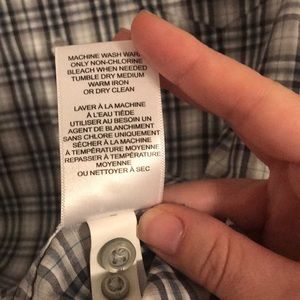 MACHINE WASH WARM
ONLY NON-CHLORINE
BLEACH WHEN NEEDED
TUMBLE DRY MEDIUM
WARM IRON
OR DRY CLEAN
LAVER À LA MACHINE
À L'EAU TIÈDE
UTILISER AU BESOIN UN
AGENT DE BLANCHIMENT
SANS CHLORE UNIQUEMENT
SÉCHER À LA MACHINE
À TEMPÉRATURE MOYENNE
REPASSER À TEMPÉRATURE
MOYENNE
OU NETTOYER À SEC